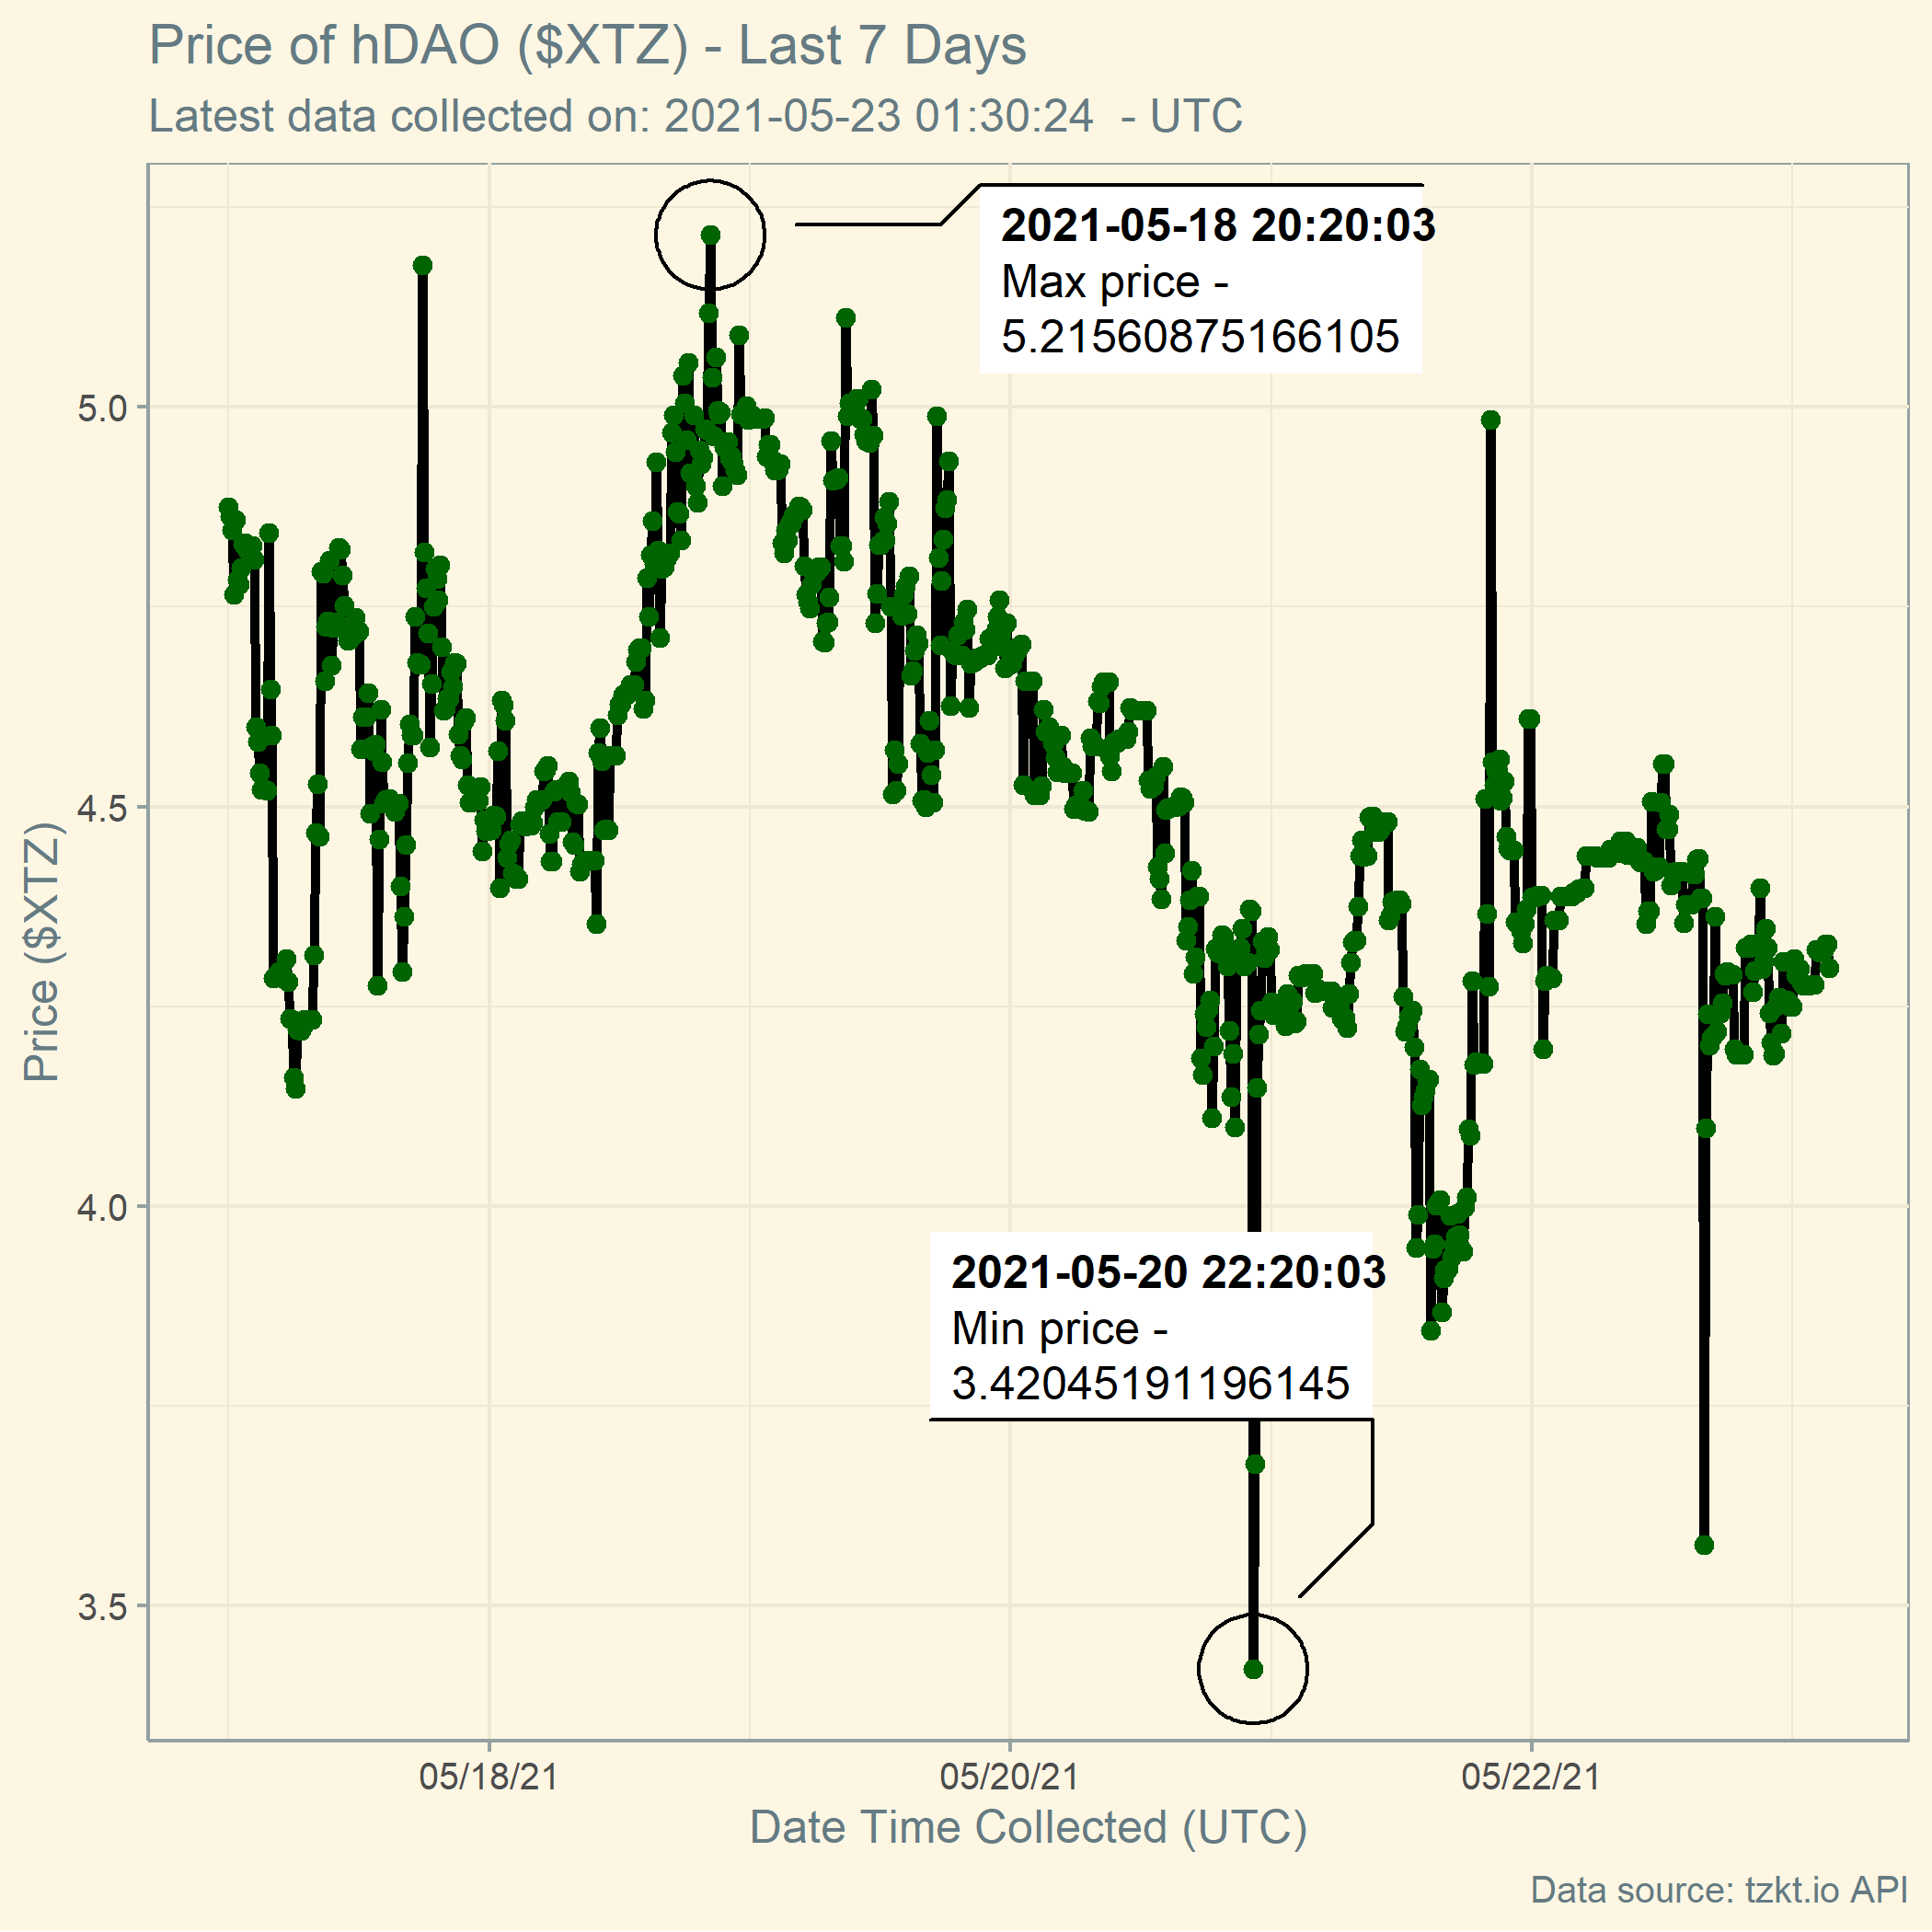 Price of hDAO ($XTZ) - Last 7 Days
Latest data collected on: 2021-05-23 01:30:24  - UTC
2021-05-18 20:20:03
Max price -
5.21560875166105
5.0
4.5
4.0
3.5
Price ($XTZ)
2021-05-20 22:20:03
Min price -
3.42045191196145
05/18/21
05/20/21
05/22/21
Date Time Collected (UTC)
Data source: tzkt.io API